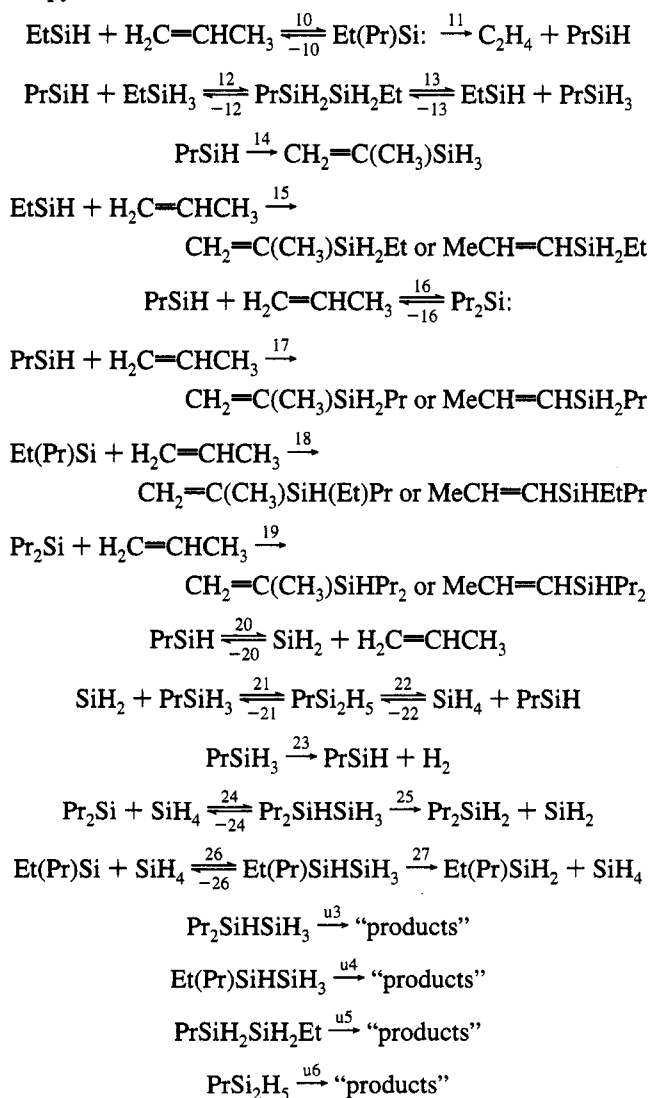 EtSiH + H₂C=CHCH₃ ⇌ Et(Pr)Si: → C₂H₄ + PrSiH 10 -10 11
PrSiH + EtSiH₃ ⇌ PrSiH₂SiH₂Et ⇌ EtSiH + PrSiH₃ 12 -12 13 -13
PrSiH → CH₂=C(CH₃)SiH₃ 14
EtSiH + H₂C=CHCH₃ → 15
CH₂=C(CH₃)SiH₂Et or MeCH=CHSiH₂Et
PrSiH + H₂C=CHCH₃ ⇌ Pr₂Si: 16 -16
PrSiH + H₂C=CHCH₃ → 17
CH₂=C(CH₃)SiH₂Pr or MeCH=CHSiH₂Pr
Et(Pr)Si + H₂C=CHCH₃ → 18
CH₂=C(CH₃)SiH(Et)Pr or MeCH=CHSiHEtPr
Pr₂Si + H₂C=CHCH₃ → 19
CH₂=C(CH₃)SiHPr₂ or MeCH=CHSiHPr₂
PrSiH ⇌ SiH₂ + H₂C=CHCH₃ 20 -20
SiH₂ + PrSiH₃ ⇌ PrSi₂H₅ ⇌ SiH₄ + PrSiH 21 -21 22 -22
PrSiH₃ → PrSiH + H₂ 23
Pr₂Si + SiH₄ ⇌ Pr₂SiHSiH₃ → Pr₂SiH₂ + SiH₂ 24 -24 25
Et(Pr)Si + SiH₄ ⇌ Et(Pr)SiHSiH₃ → Et(Pr)SiH₂ + SiH₄ 26 -26 27
Pr₂SiHSiH₃ → "products" u3
Et(Pr)SiHSiH₃ → "products" u4
PrSiH₂SiH₂Et → "products" u5
PrSi₂H₅ → "products" u6